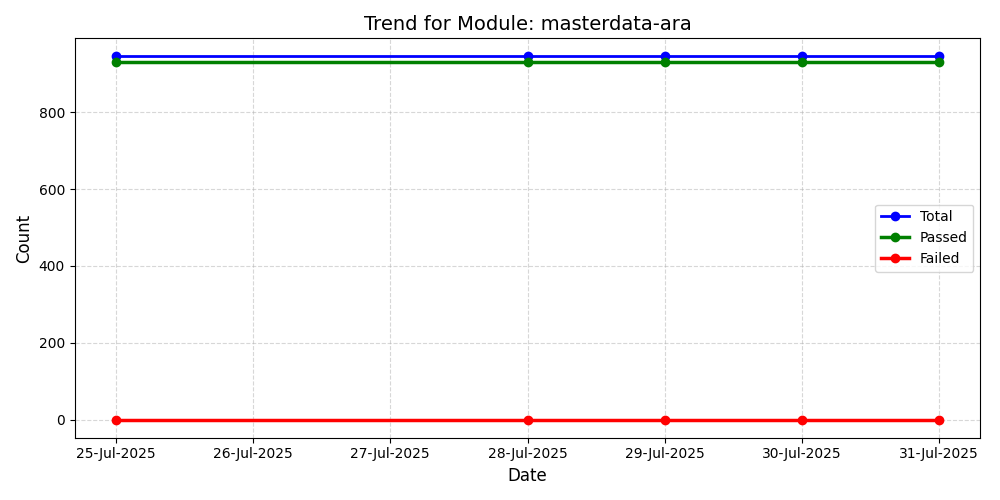 Trend for Module: masterdata-ara
Count
800
600
400
200
0
Total
Passed
Failed
25-Jul-2025
26-Jul-2025
27-Jul-2025
28-Jul-2025
29-Jul-2025
30-Jul-2025
31-Jul-2025
Date